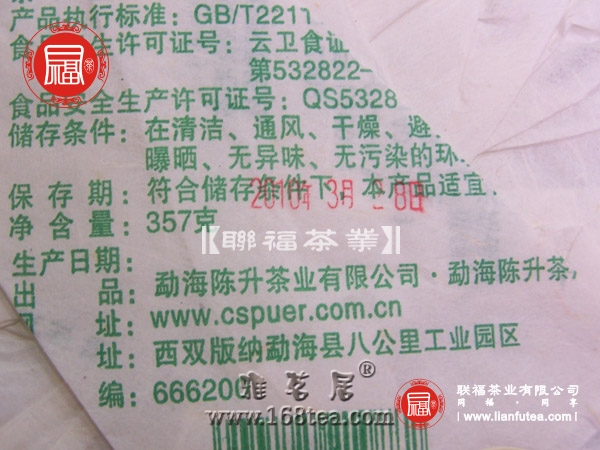 产品执行标准：GB/T2211
食品卫生许可证号：云卫食证
第532822-
食品安全生产许可证号：QS5328
储存条件：在清洁、通风、干燥、避
曝晒、无异味、无污染的环
保存期：符合储存条件下，本产品适宜
2010年3月28日
净含量：357克
【聯福茶業】
生产日期：
出品：勐海陈升茶业有限公司·勐海陈升茶
址：www.cspuer.com.cn
址：西双版纳勐海县八公里工业园区
编：666200
雅茗居®
www.168tea.com
福茶
福茶
联福茶业有限公司
同福·同享
www.lianfutea.com